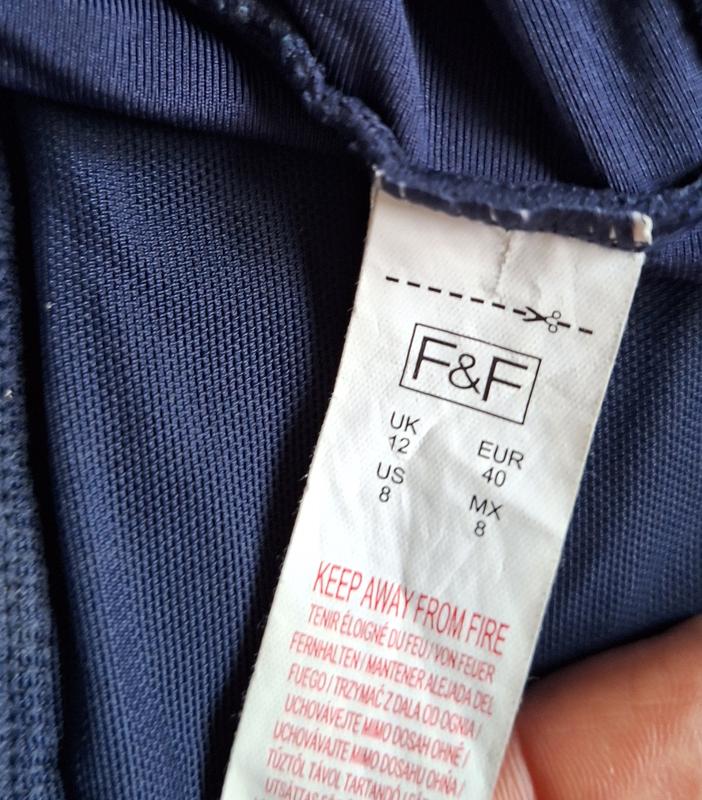 F&F
UK
12
EUR
40
US
8
MX
8
KEEP AWAY FROM FIRE
TENIR ÉLOIGNÉ DU FEU / VON FEUER
FERNHALTEN / MANTENER ALEJADA DEL
FUEGO / TRZYMAĆ Z DALA OD OGNIA /
UCHOVÁVEJTE MIMO DOSAH OHNĚ /
UCHOVÁVAJTE MIMO DOSAHU OHŇA /
TŰZTŐL TÁVOL TARTANDÓ /